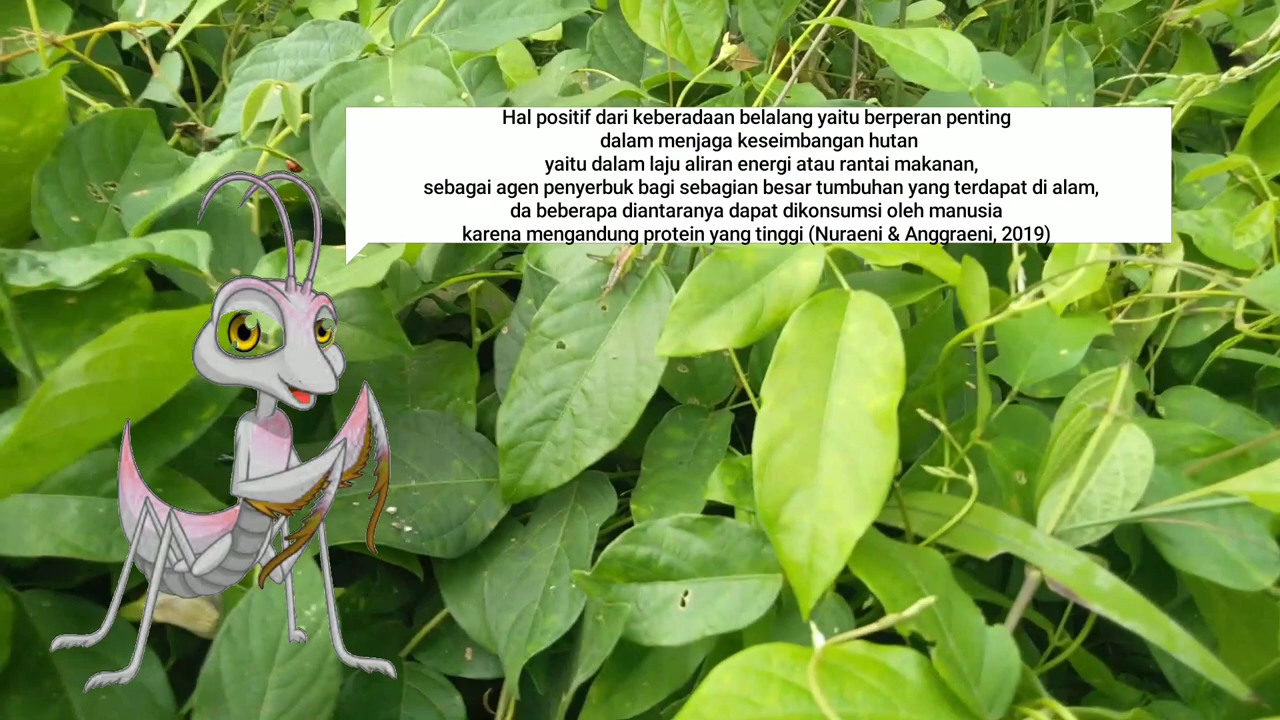 Hal positif dari keberadaan belalang yaitu berperan penting
dalam menjaga keseimbangan hutan
yaitu dalam laju aliran energi atau rantai makanan,
sebagai agen penyerbuk bagi sebagian besar tumbuhan yang terdapat di alam,
da beberapa diantaranya dapat dikonsumsi oleh manusia
karena mengandung protein yang tinggi (Nuraeni & Anggraeni, 2019)